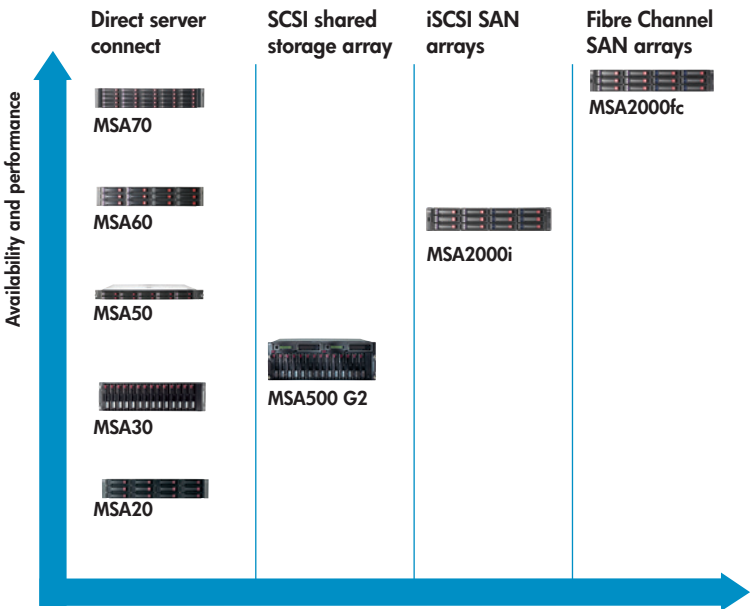 Direct server
connect
SCSI shared
storage array
iSCSI SAN
arrays
Fibre Channel
SAN arrays
Availability and performance
MSA70
MSA60
MSA50
MSA30
MSA20
MSA500 G2
MSA2000i
MSA2000fc